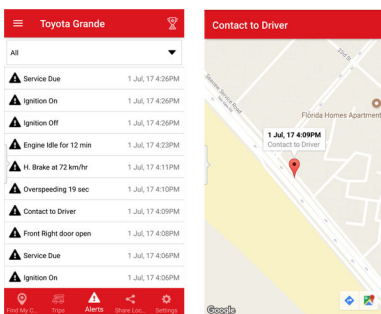 Toyota Grande
All
Service Due 1 Jul, 17 4:26PM
Ignition On 1 Jul, 17 4:26PM
Ignition Off 1 Jul, 17 4:26PM
Engine Idle for 12 min 1 Jul, 17 4:23PM
H. Brake at 72 km/hr 1 Jul, 17 4:11PM
Overspeeding 19 sec 1 Jul, 17 4:10PM
Contact to Driver 1 Jul, 17 4:09PM
Front Right door open 1 Jul, 17 4:08PM
Service Due 1 Jul, 17 4:06PM
Ignition On 1 Jul, 17 4:06PM
Find My C... Trips Alerts Share Loc... Settings
Contact to Driver
23rd St
Service Road
Florida Homes Apartment
1 Jul, 17 4:09PM
Contact to Driver
Google